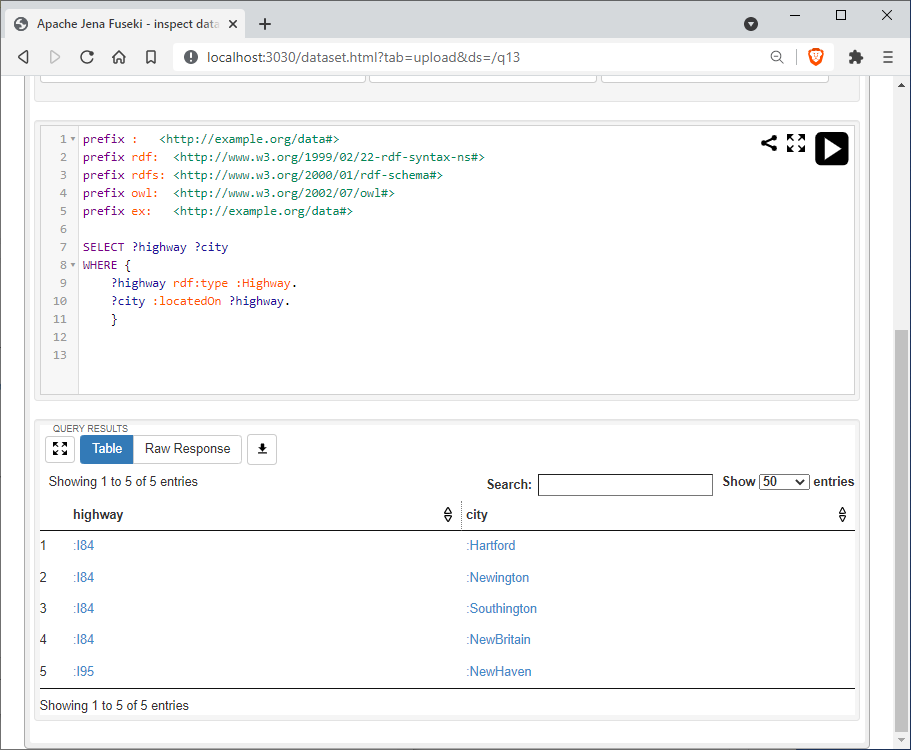 Apache Jena Fuseki - inspect data
localhost:3030/dataset.html?tab=upload&ds=/q13
1 prefix :   <http://example.org/data#>
2 prefix rdf:  <http://www.w3.org/1999/02/22-rdf-syntax-ns#>
3 prefix rdfs: <http://www.w3.org/2000/01/rdf-schema#>
4 prefix owl:  <http://www.w3.org/2002/07/owl#>
5 prefix ex:   <http://example.org/data#>
6
7 SELECT ?highway ?city
8 WHERE {
9     ?highway rdf:type :Highway.
10     ?city :locatedOn ?highway.
11     }
12
13
QUERY RESULTS
Table Raw Response
Showing 1 to 5 of 5 entries Search: Show 50 entries
highway city
1 :I84 :Hartford
2 :I84 :Newington
3 :I84 :Southington
4 :I84 :NewBritain
5 :I95 :NewHaven
Showing 1 to 5 of 5 entries